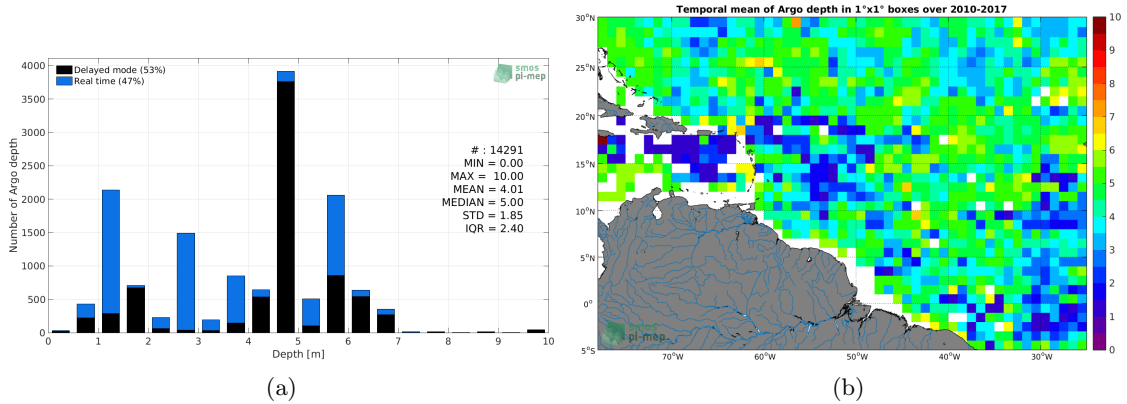 Delayed mode (53%)
Real time (47%)
smos
pi-mep
# : 14291
MIN = 0.00
MAX = 10.00
MEAN = 4.01
MEDIAN = 5.00
STD = 1.85
IQR = 2.40
Number of Argo depth
4000
3500
3000
2500
2000
1500
1000
500
0
0 1 2 3 4 5 6 7 8 9 10
Depth [m]
(a)
Temporal mean of Argo depth in 1°x1° boxes over 2010-2017
30°N
25°N
20°N
15°N
10°N
5°N
0°
5°S
70°W 60°W 50°W 40°W 30°W
smos
pi-mep
10
9
8
7
6
5
4
3
2
1
0
(b)